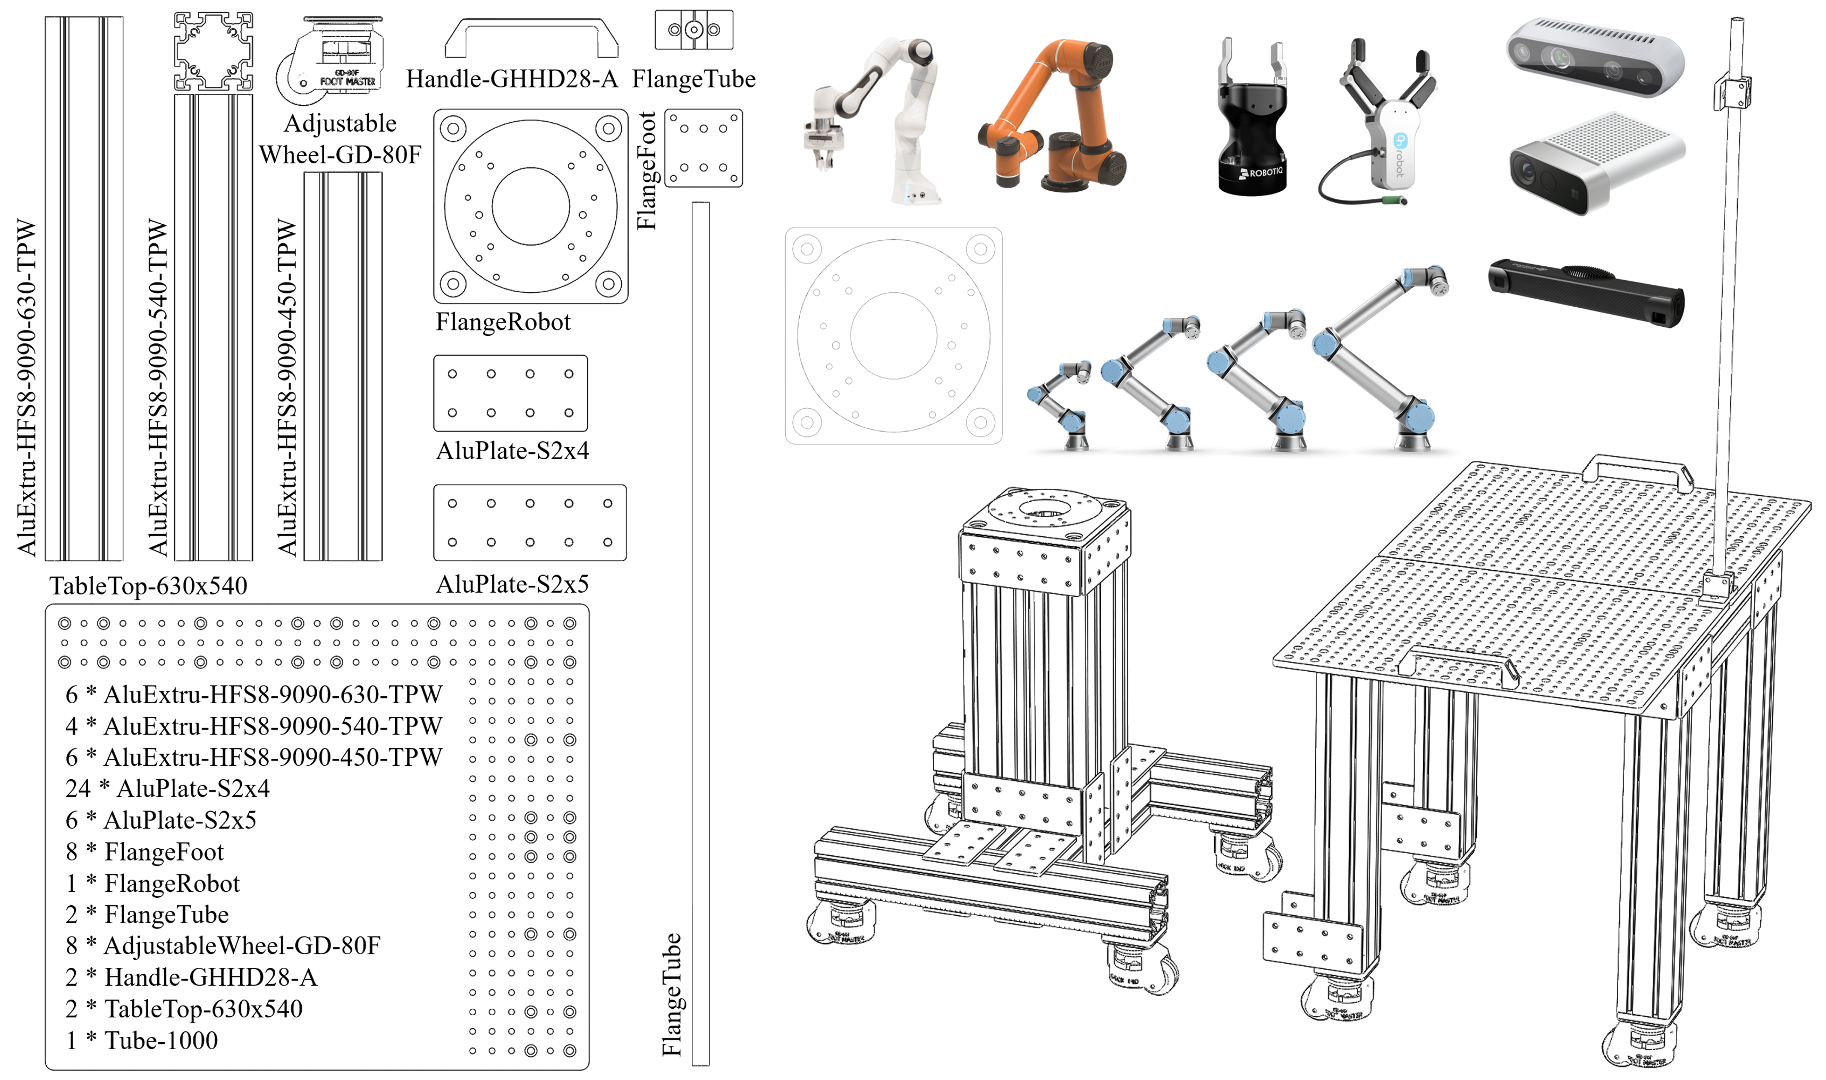 AluExtru-HFS8-9090-630-TPW
AluExtru-HFS8-9090-540-TPW
AluExtru-HFS8-9090-450-TPW
GD-80F
FOOT MASTER
Adjustable
Wheel-GD-80F
Handle-GHHD28-A
FlangeTube
FlangeFoot
FlangeRobot
AluPlate-S2x4
AluPlate-S2x5
TableTop-630x540
6 * AluExtru-HFS8-9090-630-TPW
4 * AluExtru-HFS8-9090-540-TPW
6 * AluExtru-HFS8-9090-450-TPW
24 * AluPlate-S2x4
6 * AluPlate-S2x5
8 * FlangeFoot
1 * FlangeRobot
2 * FlangeTube
8 * AdjustableWheel-GD-80F
2 * Handle-GHHD28-A
2 * TableTop-630x540
1 * Tube-1000
FlangeTube
ROBOTIQ
robot